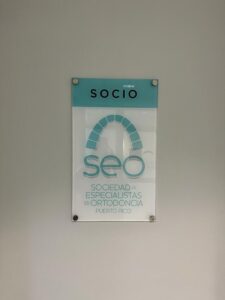 SOCIO
seo
SOCIEDAD DE
ESPECIALISTAS
EN ORTODONCIA
PUERTO RICO